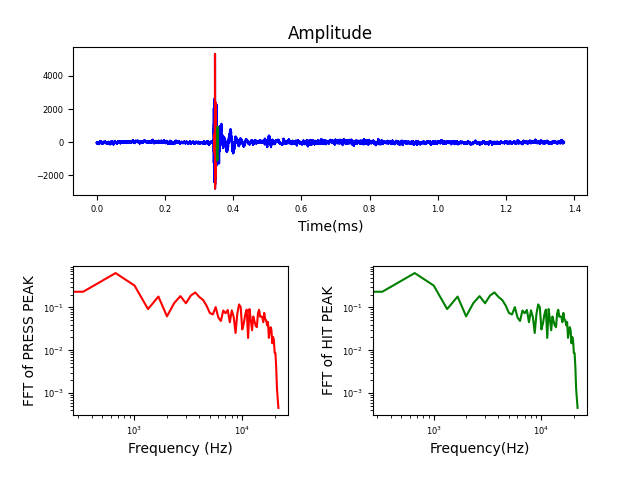 Amplitude
4000
2000
0
−2000
0.0 0.2 0.4 0.6 0.8 1.0 1.2 1.4
Time(ms)
FFT of PRESS PEAK
10⁻¹
10⁻²
10⁻³
10³ 10⁴
Frequency (Hz)
FFT of HIT PEAK
10⁻¹
10⁻²
10⁻³
10³ 10⁴
Frequency(Hz)